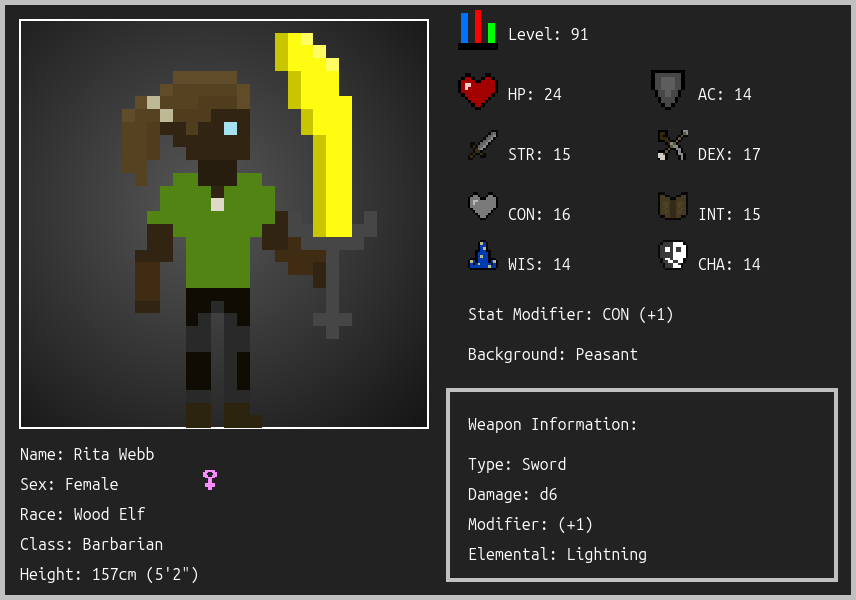 Level: 91
HP: 24
AC: 14
STR: 15
DEX: 17
CON: 16
INT: 15
WIS: 14
CHA: 14
Stat Modifier: CON (+1)
Background: Peasant
Weapon Information:
Type: Sword
Damage: d6
Modifier: (+1)
Elemental: Lightning
Name: Rita Webb
Sex: Female
Race: Wood Elf
Class: Barbarian
Height: 157cm (5'2")